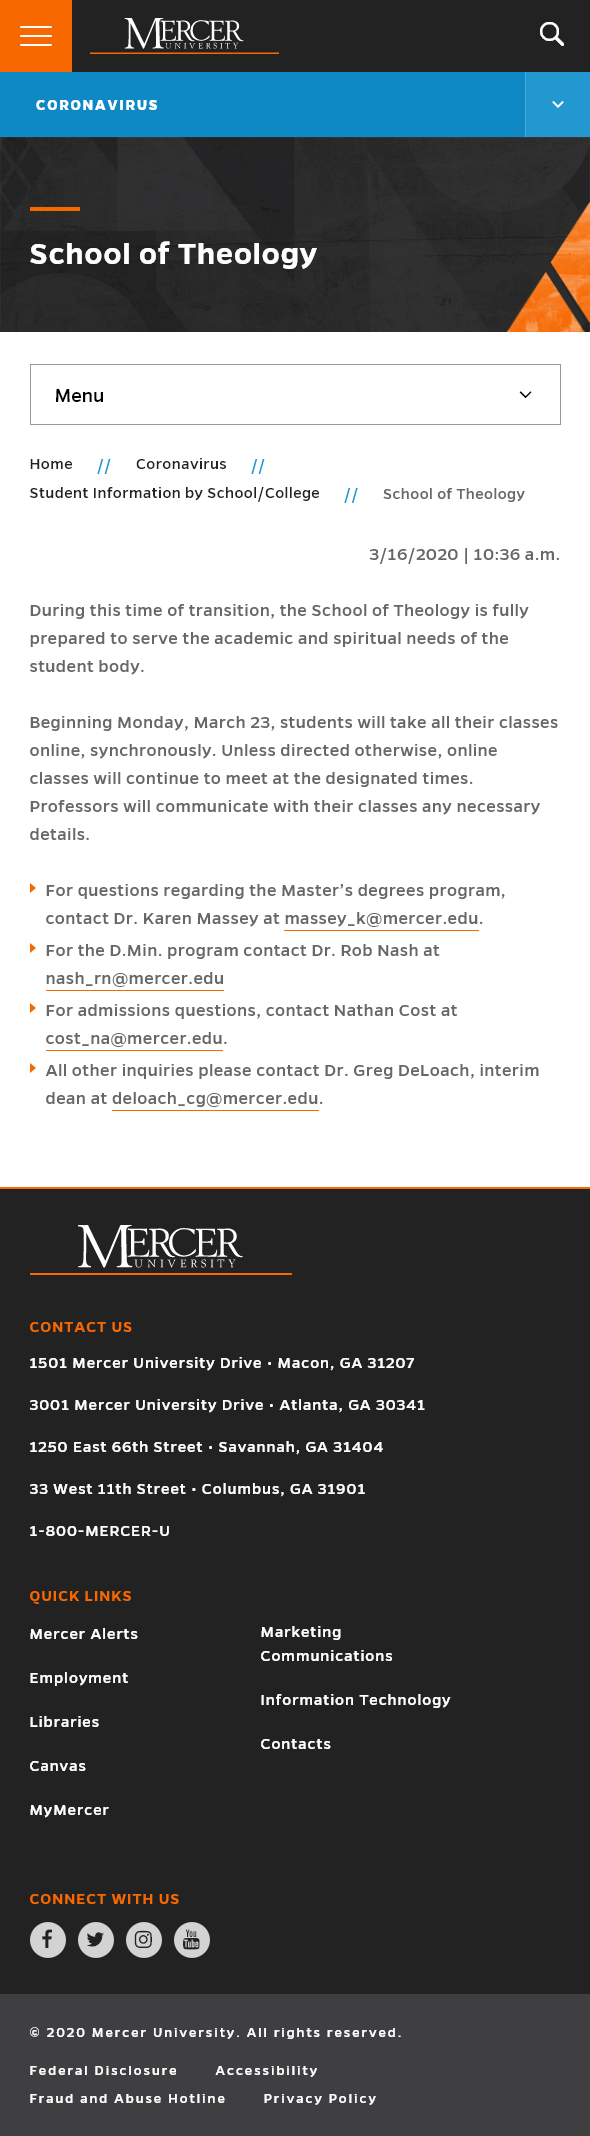 MERCER
UNIVERSITY
CORONAVIRUS
School of Theology
Menu
Home // Coronavirus //
Student Information by School/College // School of Theology
3/16/2020 | 10:36 a.m.
During this time of transition, the School of Theology is fully
prepared to serve the academic and spiritual needs of the
student body.
Beginning Monday, March 23, students will take all their classes
online, synchronously. Unless directed otherwise, online
classes will continue to meet at the designated times.
Professors will communicate with their classes any necessary
details.
For questions regarding the Master’s degrees program,
contact Dr. Karen Massey at massey_k@mercer.edu.
For the D.Min. program contact Dr. Rob Nash at
nash_rn@mercer.edu
For admissions questions, contact Nathan Cost at
cost_na@mercer.edu.
All other inquiries please contact Dr. Greg DeLoach, interim
dean at deloach_cg@mercer.edu.
MERCER
UNIVERSITY
CONTACT US
1501 Mercer University Drive • Macon, GA 31207
3001 Mercer University Drive • Atlanta, GA 30341
1250 East 66th Street • Savannah, GA 31404
33 West 11th Street • Columbus, GA 31901
1-800-MERCER-U
QUICK LINKS
Mercer Alerts
Employment
Libraries
Canvas
MyMercer
Marketing
Communications
Information Technology
Contacts
CONNECT WITH US
You
Tube
© 2020 Mercer University. All rights reserved.
Federal Disclosure Accessibility
Fraud and Abuse Hotline Privacy Policy